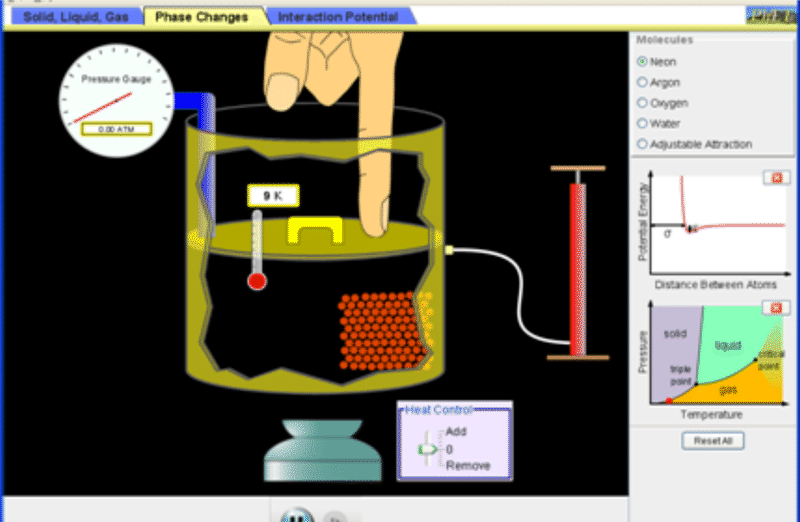 Solid, Liquid, Gas
Phase Changes
Interaction Potential
Pressure Gauge
0.00 ATM
9 K
Heat Control
Add
0
Remove
Molecules
Neon
Argon
Oxygen
Water
Adjustable Attraction
Potential Energy
σ
Distance Between Atoms
Pressure
solid
liquid
critical
point
triple
point
gas
Temperature
Reset All